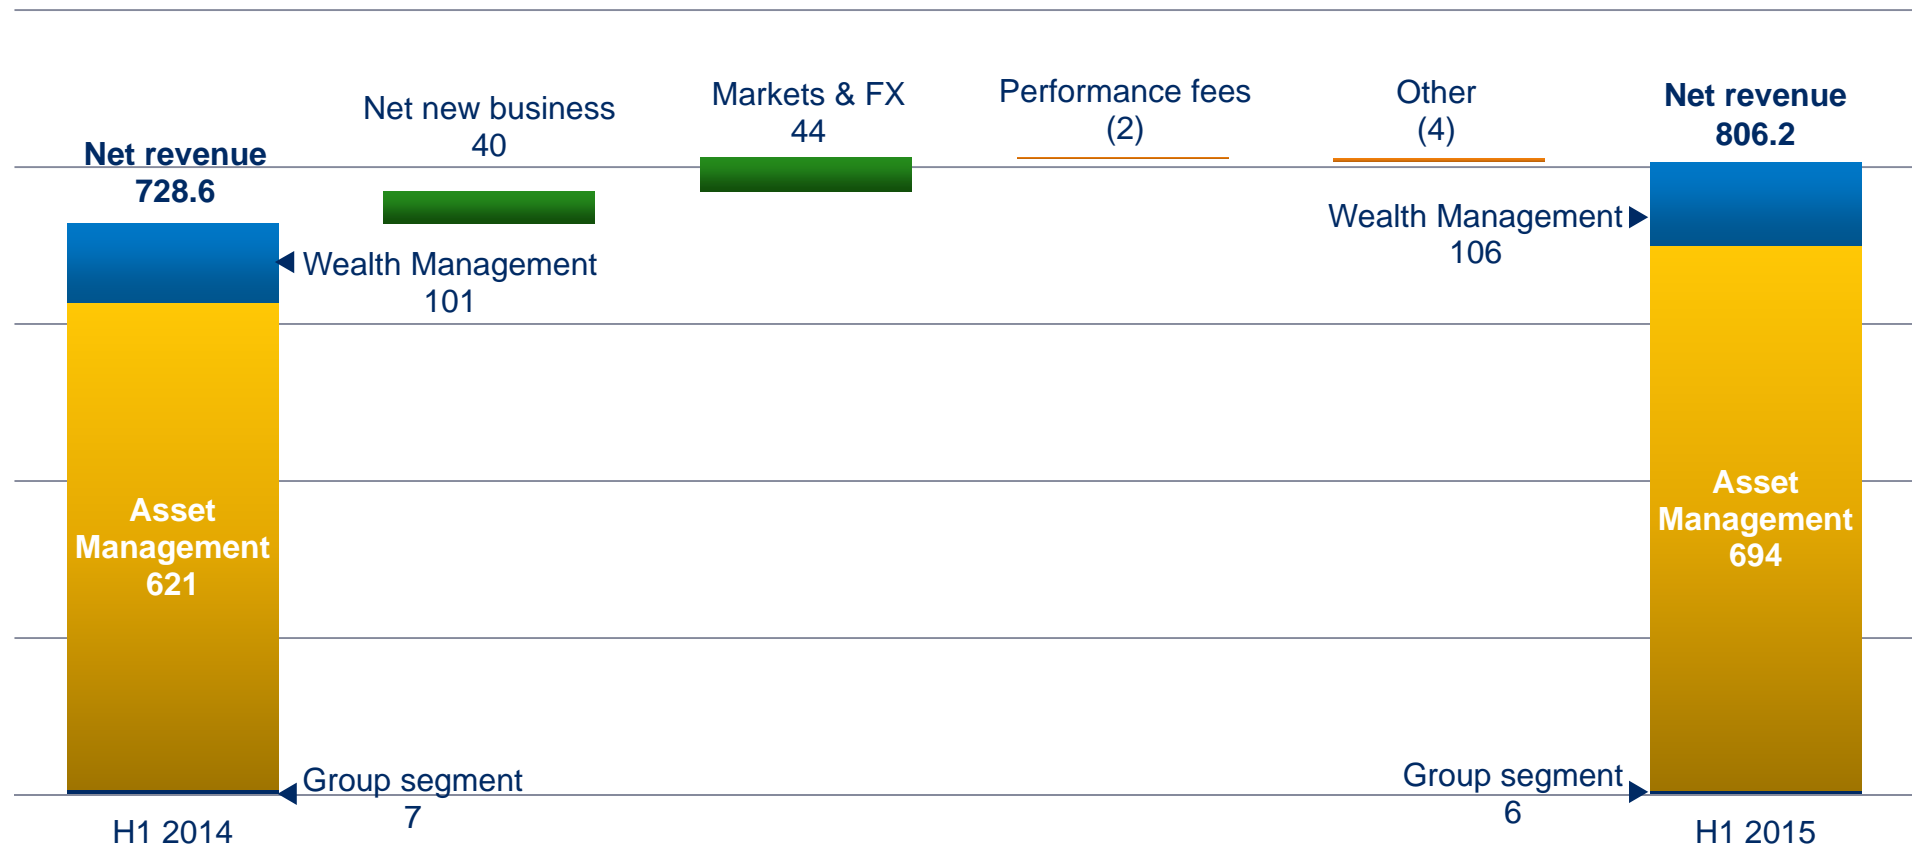 Net revenue
728.6
Net new business
40
Markets & FX
44
Performance fees
(2)
Other
(4)
Net revenue
806.2
Wealth Management
101
Wealth Management
106
Asset
Management
621
Asset
Management
694
Group segment
7
Group segment
6
H1 2014
H1 2015